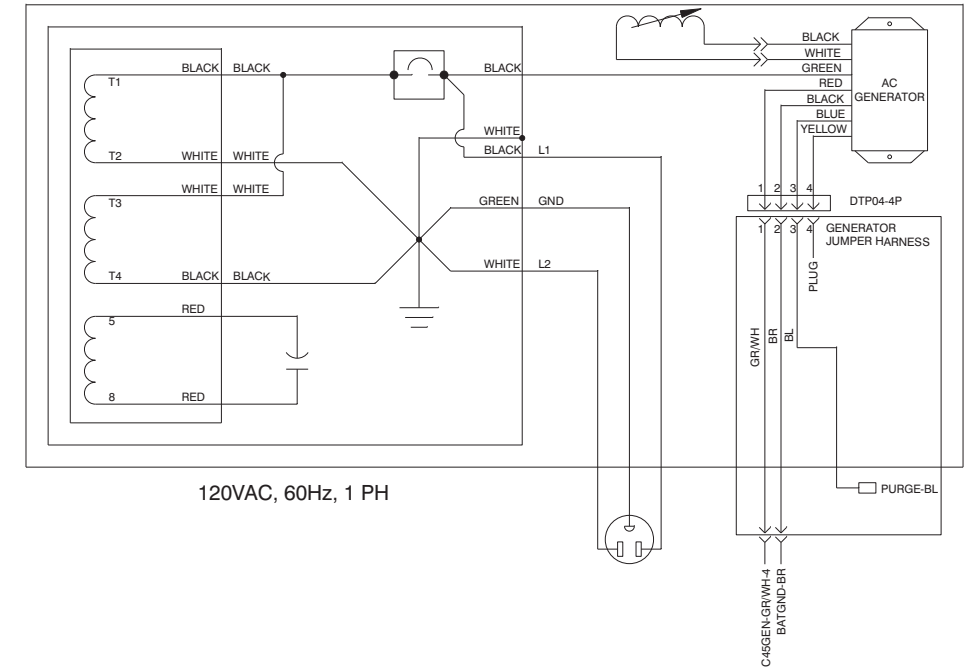 BLACK
WHITE
GREEN
RED
BLACK
BLUE
YELLOW
AC
GENERATOR
T1
BLACK BLACK
BLACK
WHITE
BLACK L1
T2
WHITE WHITE
WHITE WHITE
T3
GREEN GND
WHITE L2
T4
BLACK BLACK
RED
5
8
RED
1 2 3 4
DTP04-4P
1 2 3 4
GENERATOR
JUMPER HARNESS
PLUG
GR/WH
BR
BL
PURGE-BL
120VAC, 60Hz, 1 PH
C45GEN-GR/WH-4
BATGND-BR